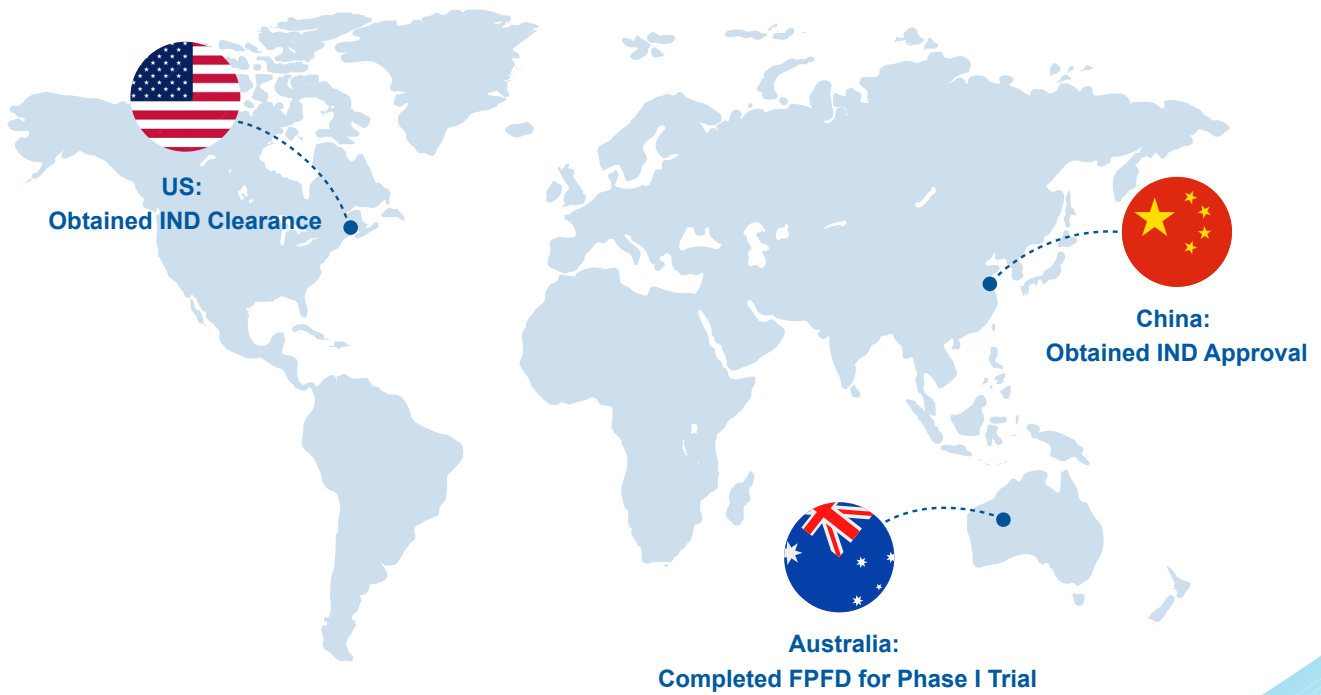 US:
Obtained IND Clearance
China:
Obtained IND Approval
Australia:
Completed FPFD for Phase I Trial